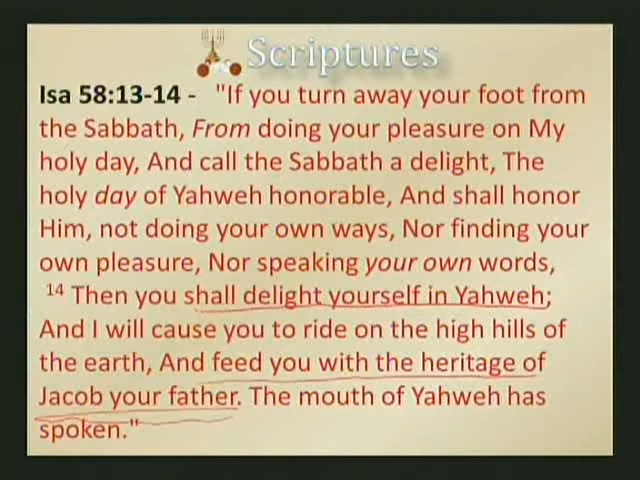 Scriptures
Isa 58:13-14 - "If you turn away your foot from
the Sabbath, From doing your pleasure on My
holy day, And call the Sabbath a delight, The
holy day of Yahweh honorable, And shall honor
Him, not doing your own ways, Nor finding your
own pleasure, Nor speaking your own words,
14 Then you shall delight yourself in Yahweh;
And I will cause you to ride on the high hills of
the earth, And feed you with the heritage of
Jacob your father. The mouth of Yahweh has
spoken."